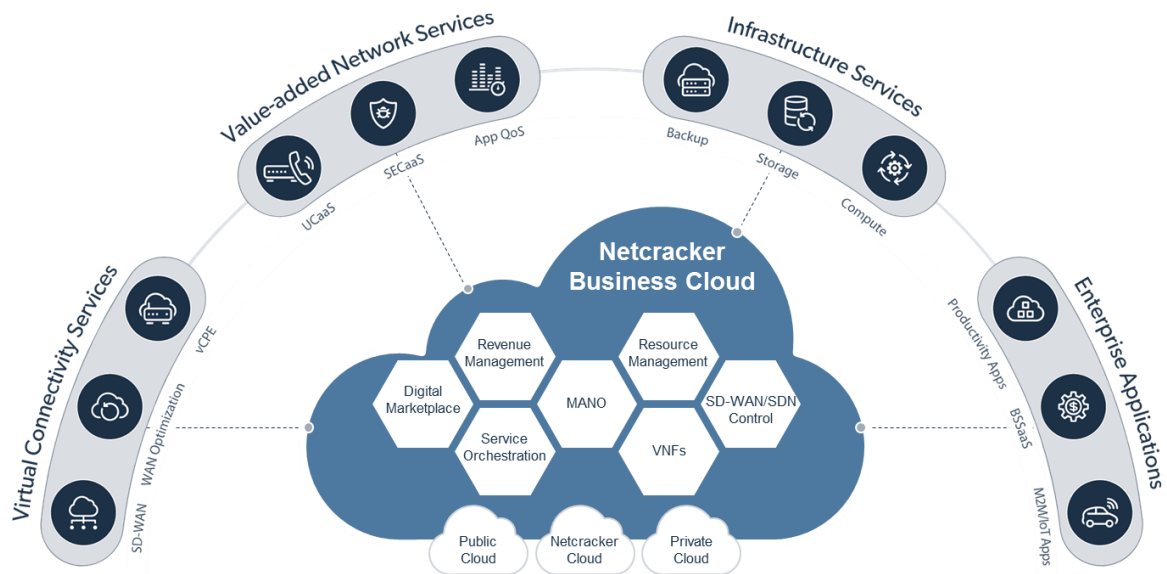 Virtual Connectivity Services
SD-WAN
WAN Optimization
vCPE
Value-added Network Services
UCaaS
SECaaS
App QoS
Infrastructure Services
Backup
Storage
Compute
Enterprise Applications
Productivity Apps
BSSaaS
M2M/IoT Apps
Netcracker
Business Cloud
Revenue
Management
Resource
Management
Digital
Marketplace
MANO
SD-WAN/SDN
Control
Service
Orchestration
VNFs
Public
Cloud
Netcracker
Cloud
Private
Cloud